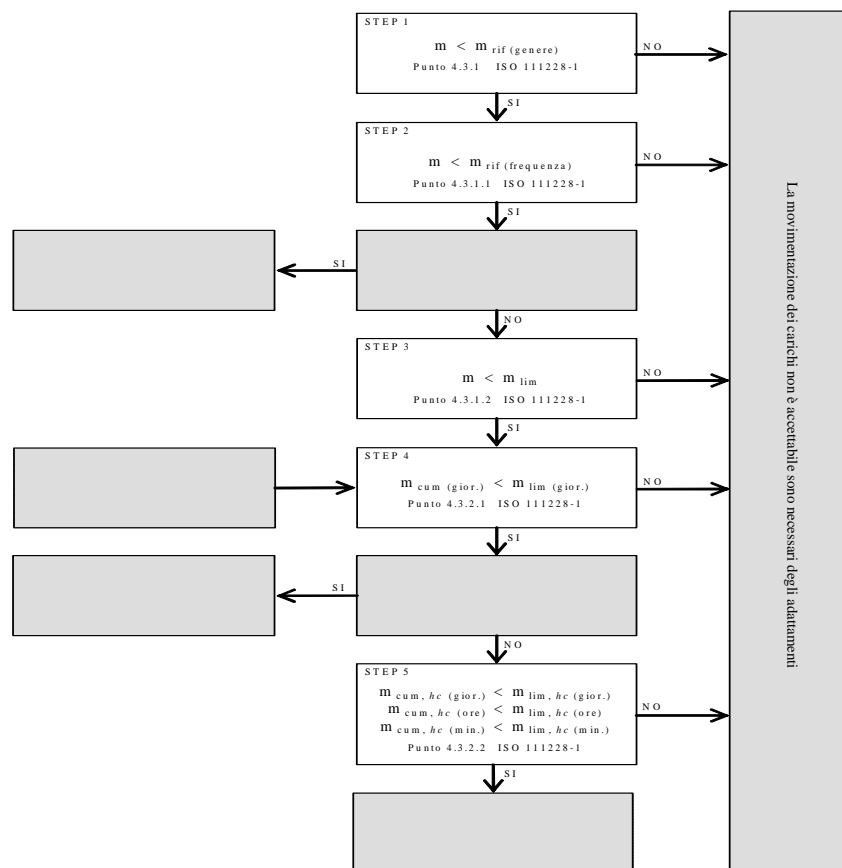 STEP 1
m < m rif (genere)
Punto 4.3.1 ISO 111228-1
NO
SI
STEP 2
m < m rif (frequenza)
Punto 4.3.1.1 ISO 111228-1
NO
SI
SI
NO
STEP 3
m < m lim
Punto 4.3.1.2 ISO 111228-1
NO
SI
STEP 4
m cum (gior.) < m lim (gior.)
Punto 4.3.2.1 ISO 111228-1
NO
SI
SI
NO
STEP 5
m cum, hc (gior.) < m lim, hc (gior.)
m cum, hc (ore) < m lim, hc (ore)
m cum, hc (min.) < m lim, hc (min.)
Punto 4.3.2.2 ISO 111228-1
NO
SI
La movimentazione dei carichi non è accettabile sono necessari degli adattamenti